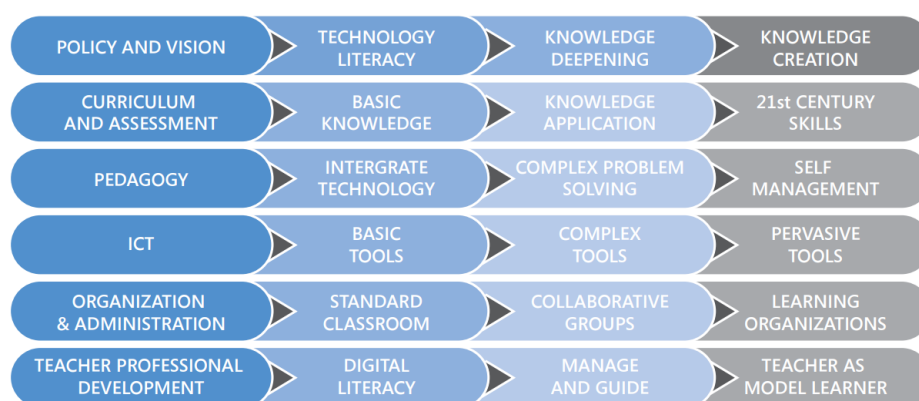 POLICY AND VISION
TECHNOLOGY
LITERACY
KNOWLEDGE
DEEPENING
KNOWLEDGE
CREATION
CURRICULUM
AND ASSESSMENT
BASIC
KNOWLEDGE
KNOWLEDGE
APPLICATION
21st CENTURY
SKILLS
PEDAGOGY
INTERGRATE
TECHNOLOGY
COMPLEX PROBLEM
SOLVING
SELF
MANAGEMENT
ICT
BASIC
TOOLS
COMPLEX
TOOLS
PERVASIVE
TOOLS
ORGANIZATION
& ADMINISTRATION
STANDARD
CLASSROOM
COLLABORATIVE
GROUPS
LEARNING
ORGANIZATIONS
TEACHER PROFESSIONAL
DEVELOPMENT
DIGITAL
LITERACY
MANAGE
AND GUIDE
TEACHER AS
MODEL LEARNER